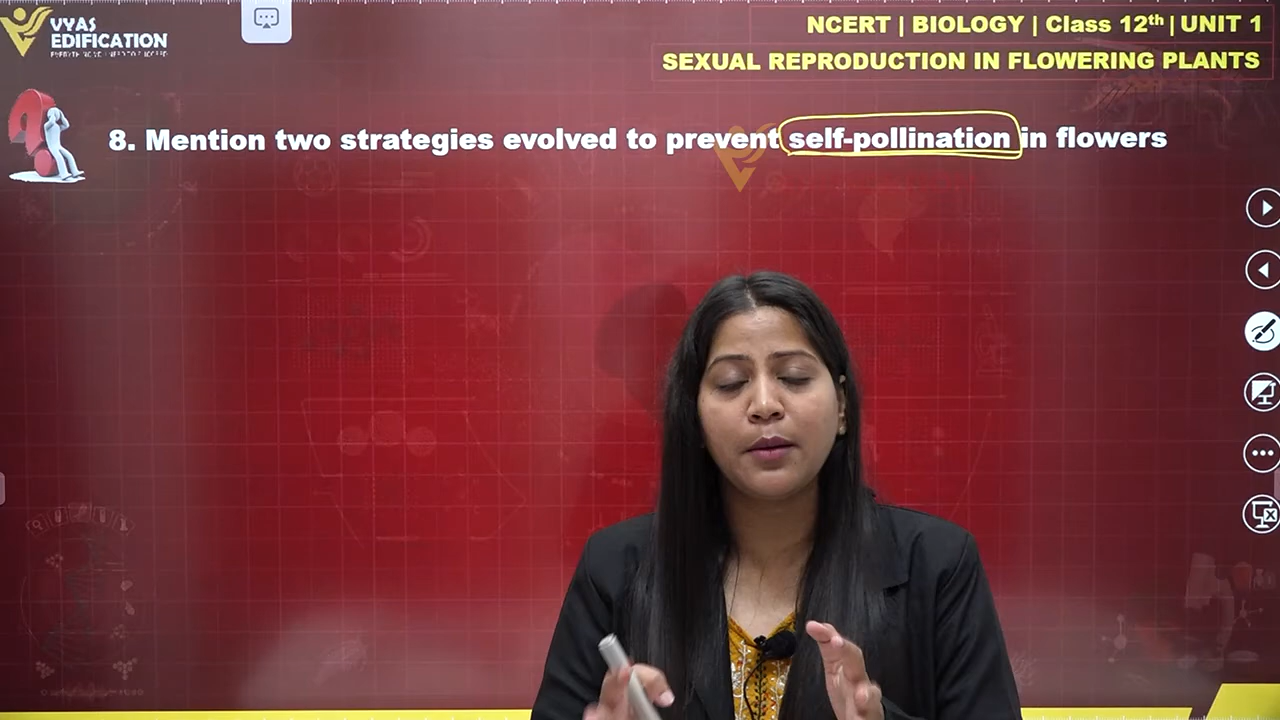 VYAS
EDIFICATION
NCERT | BIOLOGY | Class 12th | UNIT 1
SEXUAL REPRODUCTION IN FLOWERING PLANTS
8. Mention two strategies evolved to prevent self-pollination in flowers